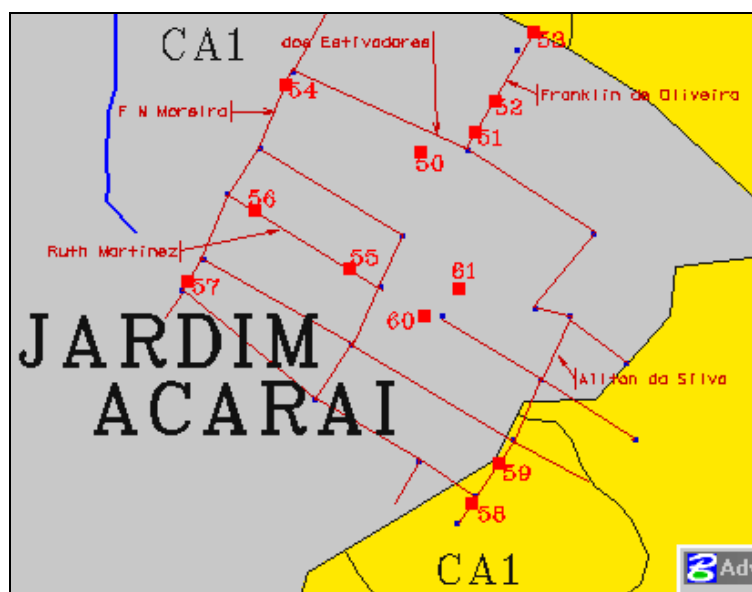 CA1
dos Estivadores
53
54
52
Franklin de Oliveira
F N Moreira
51
50
56
Ruth Martinez
55
57
61
60
JARDIM
ACARAI
Ailton da Silva
59
58
CA1
Adv